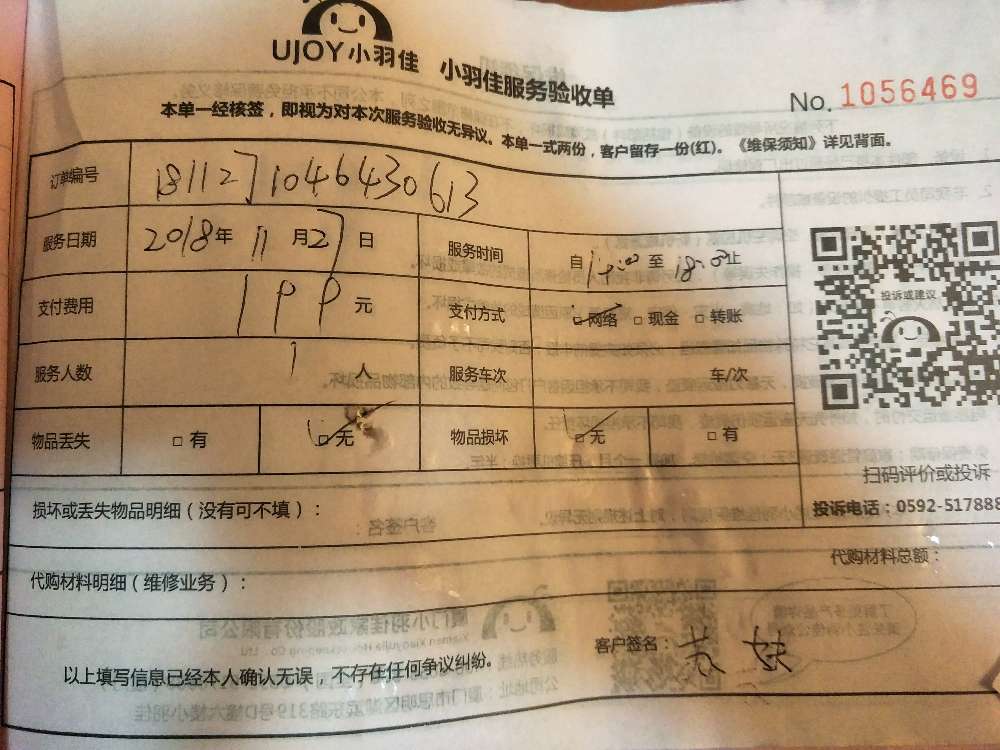 UJOY小羽佳 小羽佳服务验收单
No. 1056469
本单一经核签，即视为对本次服务验收无异议。本单一式两份，客户留存一份(红)。《维保须知》详见背面。
订单编号 181127104643 0613
服务日期 2018年 11 月 27 日 服务时间 自 14:00 至 18:00 止
支付费用 199 元 支付方式 ☑网络 □现金 □转账
服务人数 1 人 服务车次 车/次
物品丢失 □有 ☑无 物品损坏 ☑无 □有
投诉或建议
扫码评价或投诉
损坏或丢失物品明细（没有可不填）：
投诉电话：0592-517888
代购材料明细（维修业务）： 代购材料总额：
以上填写信息已经本人确认无误，不存在任何争议纠纷。 客户签名：